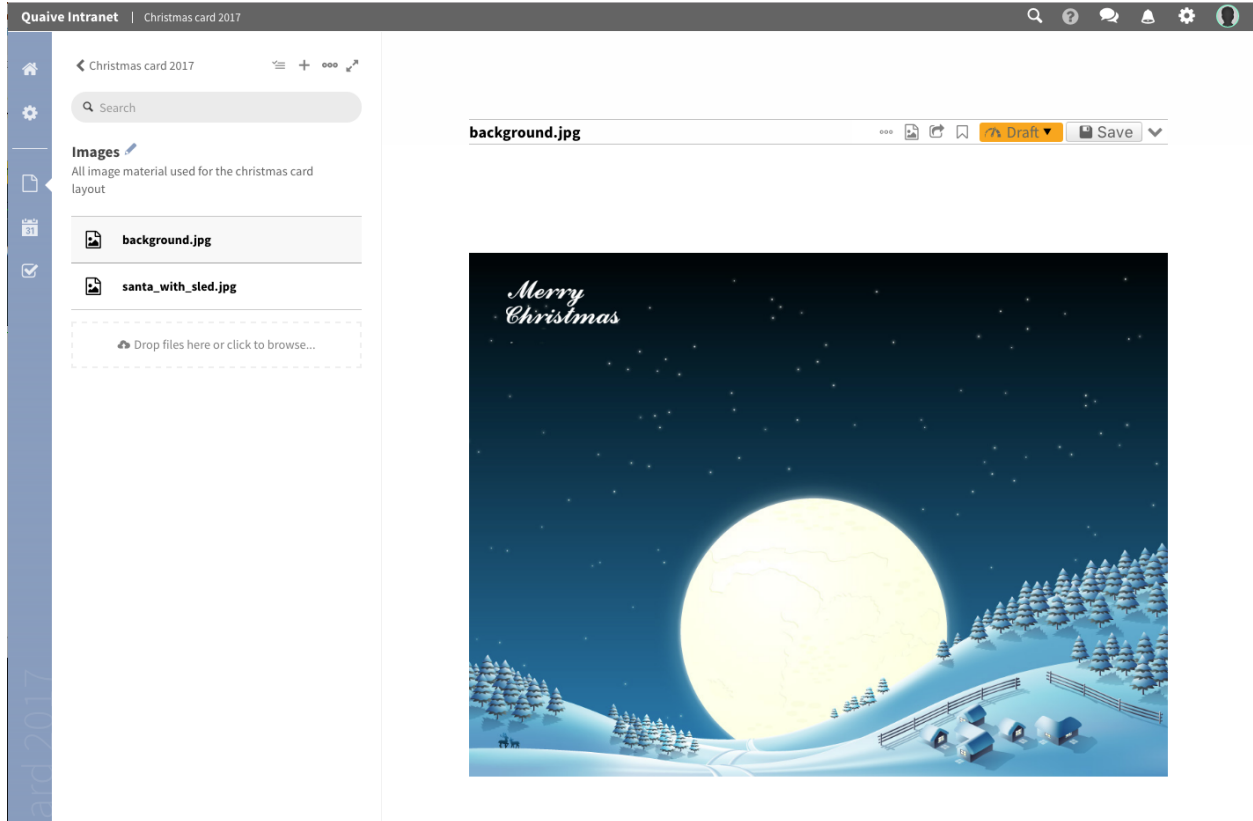 Quaive Intranet | Christmas card 2017
Christmas card 2017
Search
Images
All image material used for the christmas card
layout
background.jpg
santa_with_sled.jpg
Drop files here or click to browse...
background.jpg
Draft
Save
Merry
Christmas
31
ard 2017